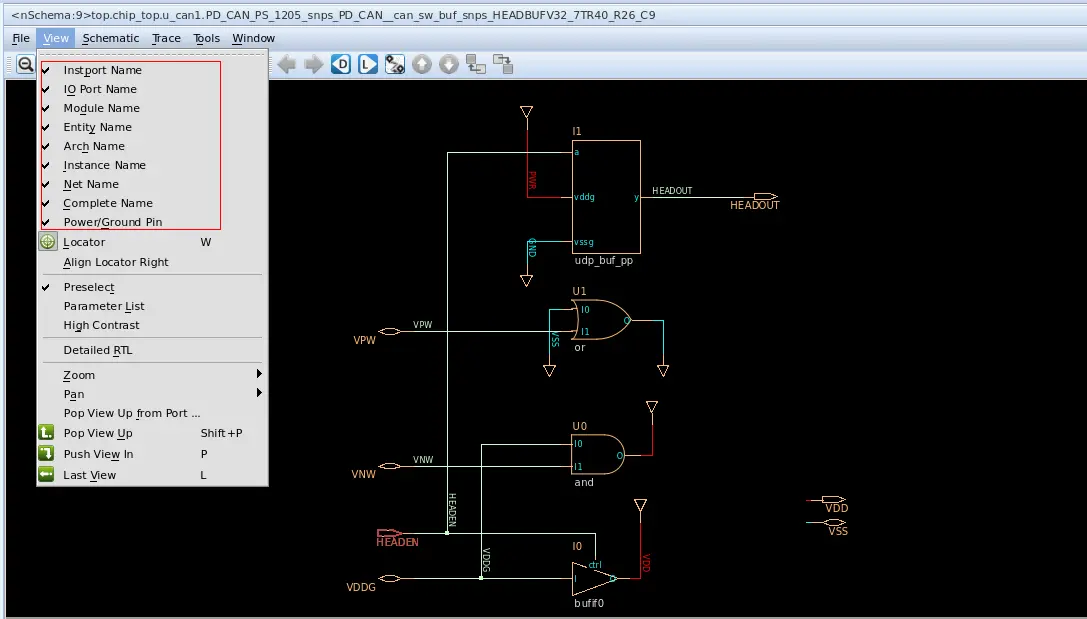 <nSchema:9>top.chip_top.u_can1.PD_CAN_PS_1205_snps_PD_CAN__can_sw_buf_snps_HEADBUFV32_7TR40_R26_C9
File View Schematic Trace Tools Window
D L
Instport Name
IO Port Name
Module Name
Entity Name
Arch Name
Instance Name
Net Name
Complete Name
Power/Ground Pin
Locator W
Align Locator Right
Preselect
Parameter List
High Contrast
Detailed RTL
Zoom
Pan
Pop View Up from Port ...
Pop View Up Shift+P
Push View In P
Last View L
I1
a
PWR
vddg
y
HEADOUT
HEADOUT
vssg
GND
udp_buf_pp
U1
I0
VPW
VPW
I1
O
VSS
or
U0
I0
VNW
VNW
I1
O
and
HEADEN
HEADEN
VDD
VSS
I0
ctrl
VDDG
VDDG
I
O
VDD
bufif0